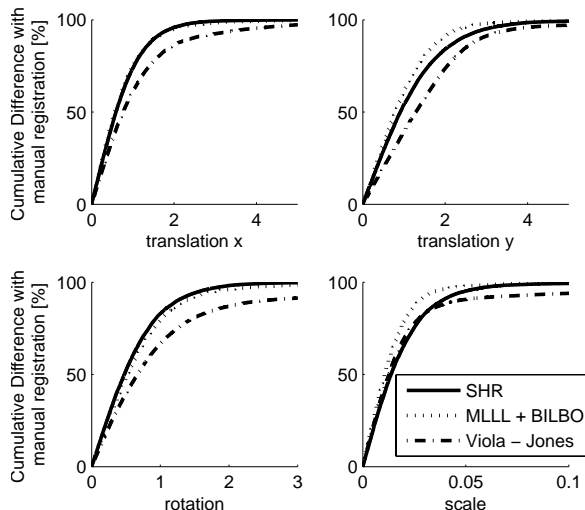 Cumulative Difference with
manual registration [%]
100
50
0
0 2 4
translation x
100
50
0
0 2 4
translation y
Cumulative Difference with
manual registration [%]
100
50
0
0 1 2 3
rotation
100
50
0
0 0.05 0.1
scale
SHR
MLLL + BILBO
Viola – Jones